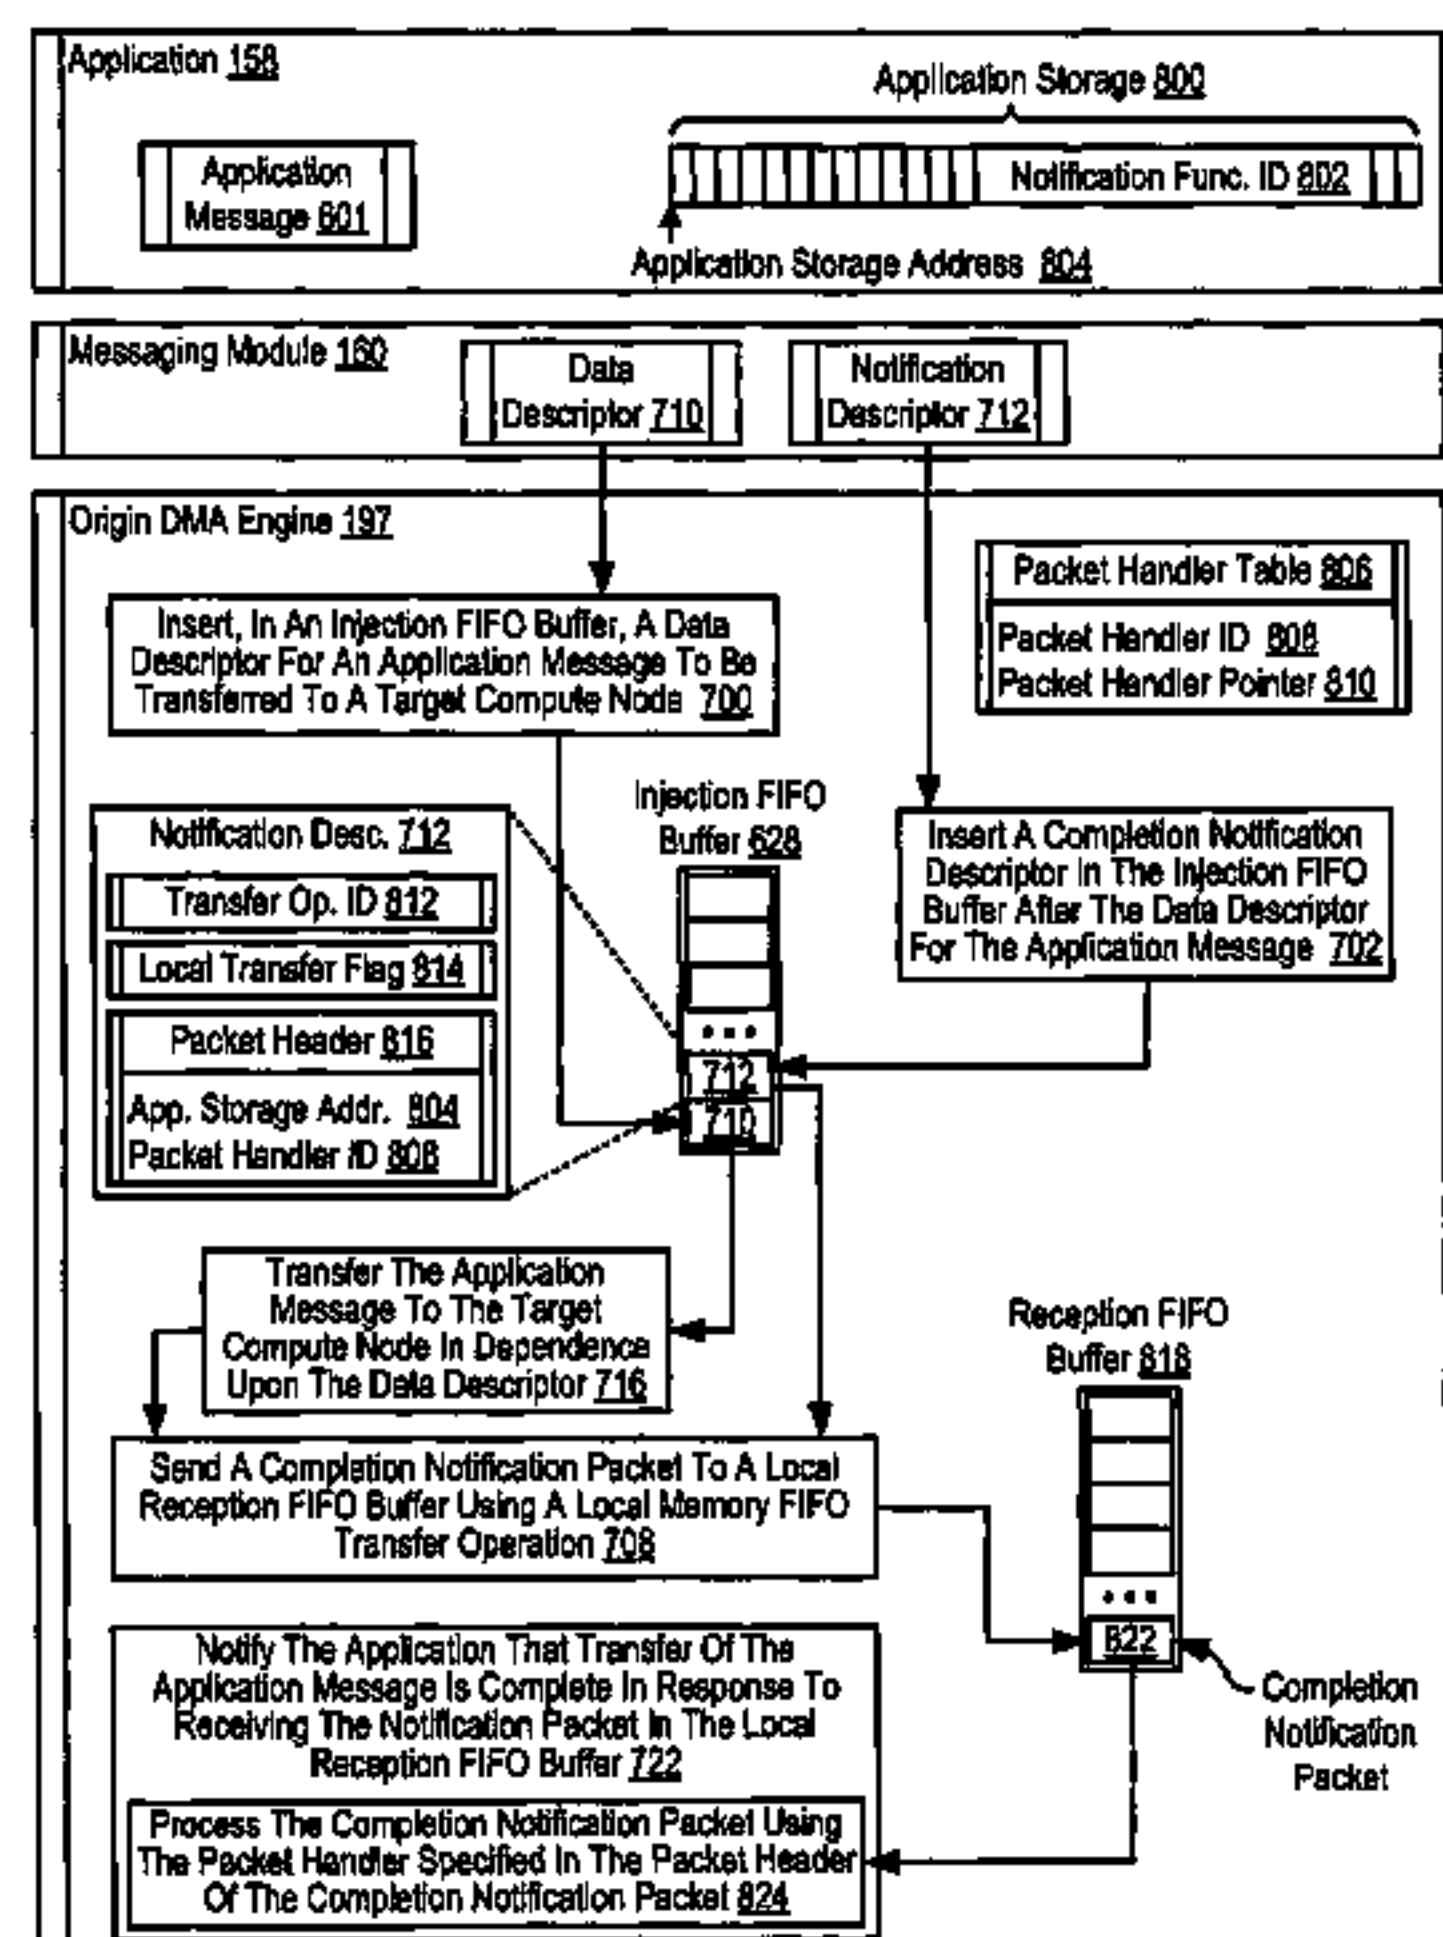 Application 158
Application Storage 800
Application
Message 801
Notification Func. ID 802
Application Storage Address 804
Messaging Module 160
Data
Descriptor 710
Notification
Descriptor 712
Origin DMA Engine 197
Packet Handler Table 806
Packet Handler ID 808
Packet Handler Pointer 810
Insert, In An Injection FIFO Buffer, A Data
Descriptor For An Application Message To Be
Transferred To A Target Compute Node 700
Injection FIFO
Buffer 628
Insert A Completion Notification
Descriptor In The Injection FIFO
Buffer After The Data Descriptor
For The Application Message 702
Notification Desc. 712
Transfer Op. ID 812
Local Transfer Flag 814
Packet Header 816
App. Storage Addr. 804
Packet Handler ID 808
712
710
Transfer The Application
Message To The Target
Compute Node In Dependence
Upon The Data Descriptor 716
Reception FIFO
Buffer 818
Send A Completion Notification Packet To A Local
Reception FIFO Buffer Using A Local Memory FIFO
Transfer Operation 708
822
Completion
Notification
Packet
Notify The Application That Transfer Of The
Application Message Is Complete In Response To
Receiving The Notification Packet In The Local
Reception FIFO Buffer 722
Process The Completion Notification Packet Using
The Packet Handler Specified In The Packet Header
Of The Completion Notification Packet 824